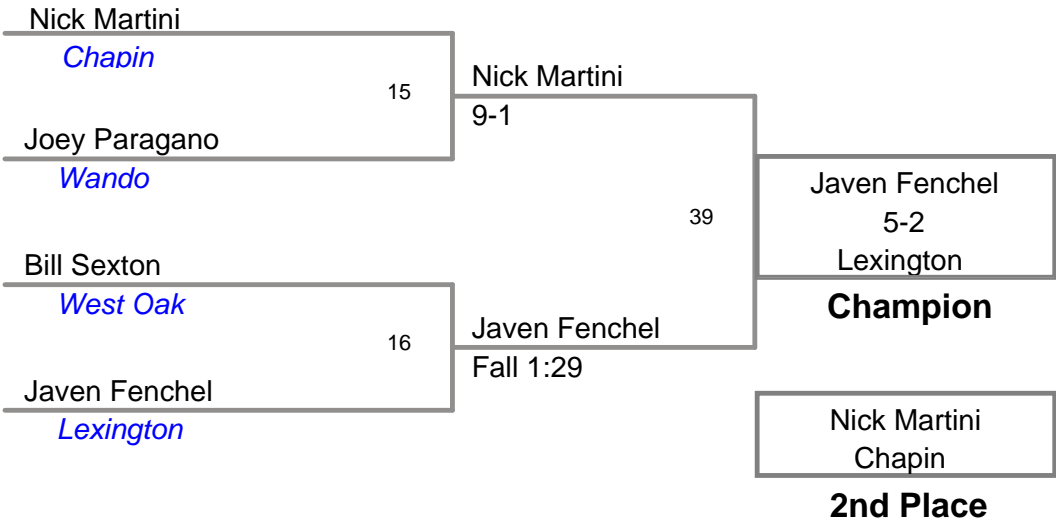 Nick Martini
Chapin
15
Nick Martini
9-1
Joey Paragano
Wando
Javen Fenchel
5-2
Lexington
Champion
39
Bill Sexton
West Oak
16
Javen Fenchel
Fall 1:29
Javen Fenchel
Lexington
Nick Martini
Chapin
2nd Place